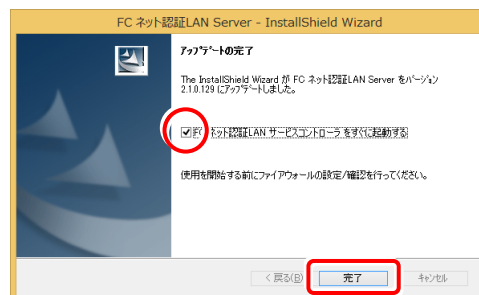 FC ネット認証LAN Server - InstallShield Wizard
アップデートの完了
The InstallShield Wizard が FC ネット認証LAN Server をバージョン
2.1.0.129 にアップデートしました。
FC ネット認証LAN サービスコントローラ をすぐに起動する
(使用を開始する前にファイアウォールの設定/確認を行ってください。
< 戻る(B)
完了
キャンセル